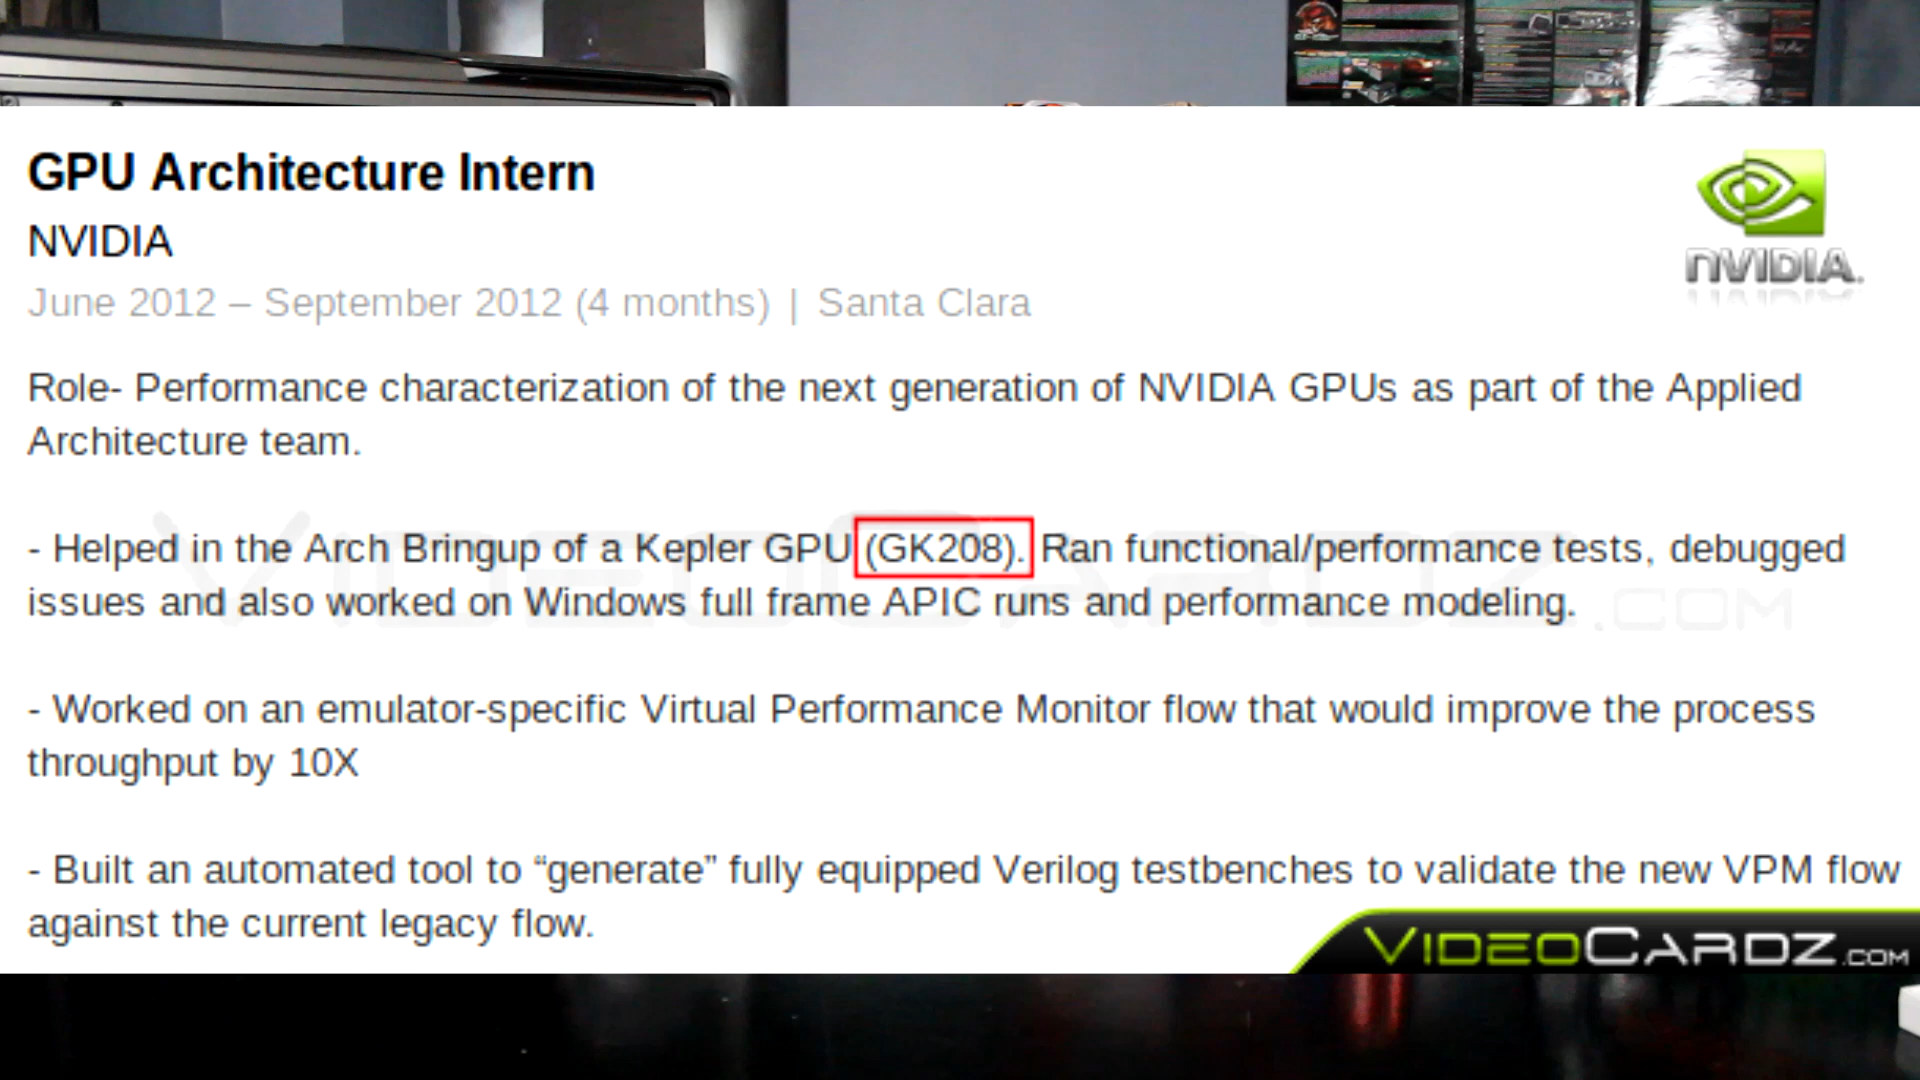 GPU Architecture Intern
NVIDIA
NVIDIA.
June 2012 – September 2012 (4 months) | Santa Clara
Role- Performance characterization of the next generation of NVIDIA GPUs as part of the Applied
Architecture team.
- Helped in the Arch Bringup of a Kepler GPU (GK208). Ran functional/performance tests, debugged
issues and also worked on Windows full frame APIC runs and performance modeling.
VIDEOCARDZ.COM
- Worked on an emulator-specific Virtual Performance Monitor flow that would improve the process
throughput by 10X
- Built an automated tool to “generate” fully equipped Verilog testbenches to validate the new VPM flow
against the current legacy flow.
VIDEOCARDZ.COM